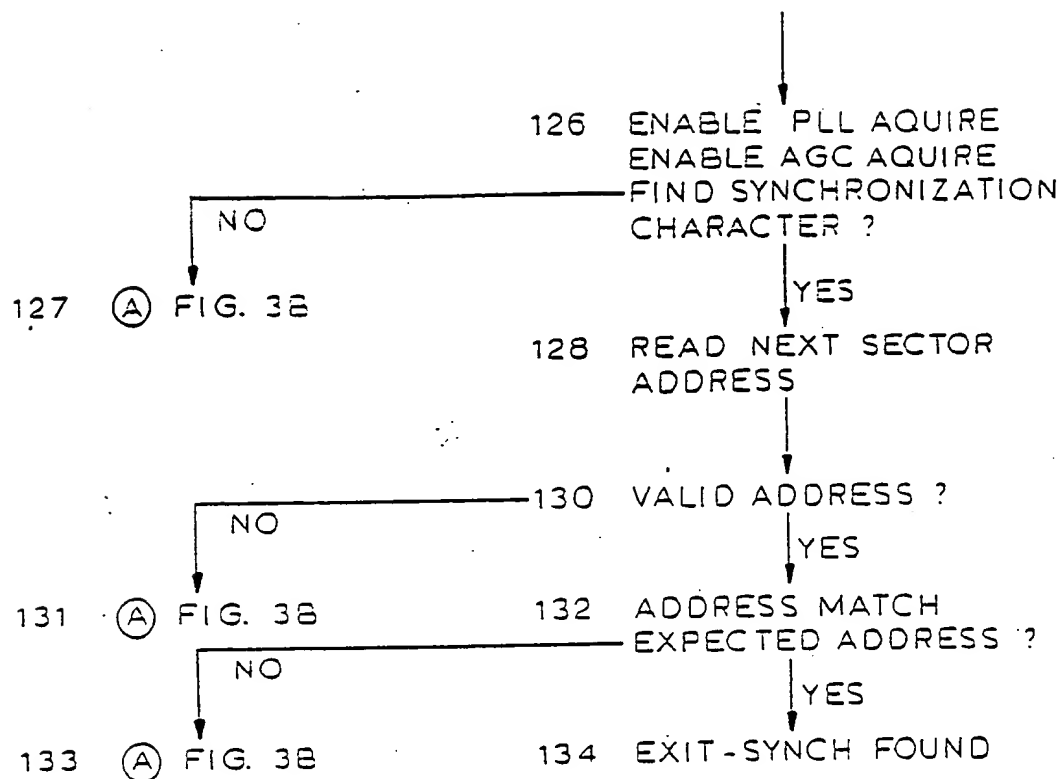 126 ENABLE PLL AQUIRE
ENABLE AGC AQUIRE
FIND SYNCHRONIZATION
CHARACTER ?
NO
YES
127 A FIG. 3B
128 READ NEXT SECTOR
ADDRESS
130 VALID ADDRESS ?
NO
YES
131 A FIG. 3B
132 ADDRESS MATCH
EXPECTED ADDRESS ?
NO
YES
133 A FIG. 3B
134 EXIT-SYNCH FOUND